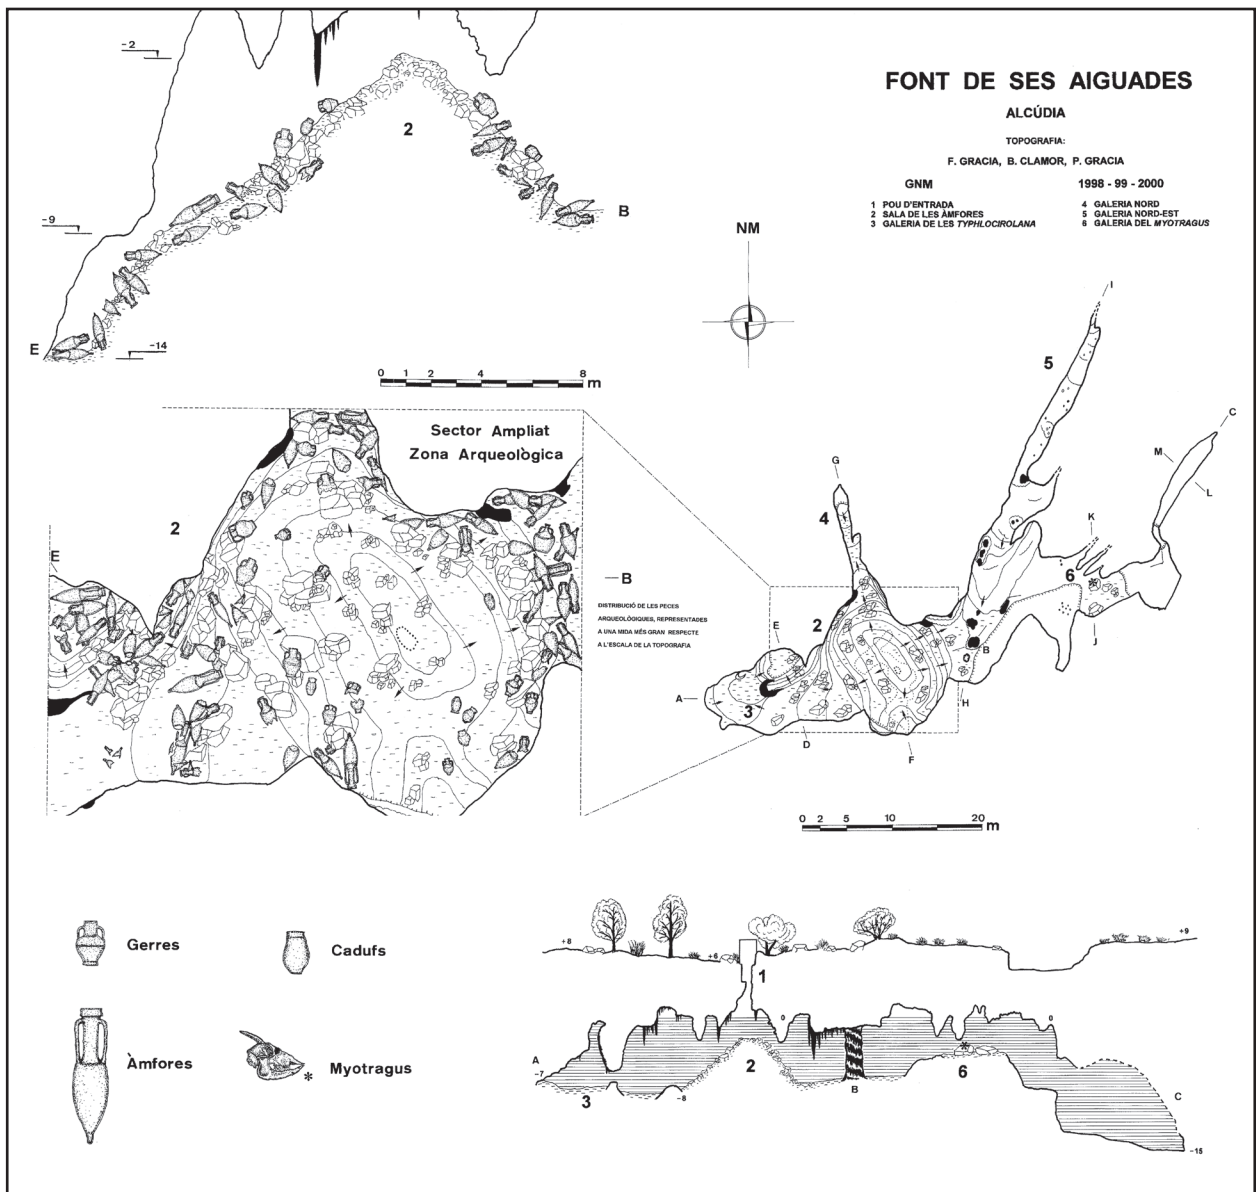 FONT DE SES AIGUADES
ALCÚDIA
TOPOGRAFIA:
F. GRACIA, B. CLAMOR, P. GRACIA
GNM 1998 - 99 - 2000
1 POU D'ENTRADA
2 SALA DE LES ÀMFORES
3 GALERIA DE LES TYPHLOCIROLANA
4 GALERIA NORD
5 GALERIA NORD-EST
6 GALERIA DEL MYOTRAGUS
-2
2
-9
B
E
-14
0 1 2 4 8 m
NM
I
5
C
M
L
G
4
K
6
J
2
E
B
A
3
D
F
H
0 2 5 10 20 m
Sector Ampliat
Zona Arqueològica
2
E
B
DISTRIBUCIÓ DE LES PECES
ARQUEOLÒGIQUES, REPRESENTADES
A UNA MIDA MÉS GRAN RESPECTE
A L'ESCALA DE LA TOPOGRAFIA
Gerres
Cadufs
Àmfores
Myotragus
*
+8
+6
+9
1
0
0
*
A
-7
2
6
3
-8
B
C
-15